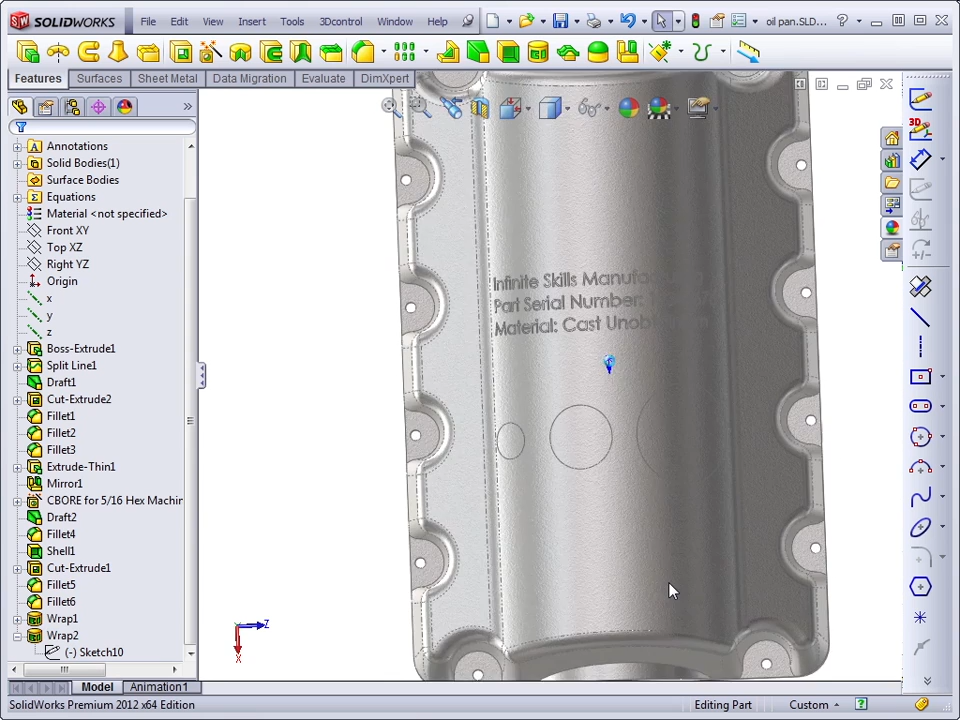 SOLIDWORKS File Edit View Insert Tools 3Dcontrol Window Help oil pan.SLD...
Features Surfaces Sheet Metal Data Migration Evaluate DimXpert
Annotations
Solid Bodies(1)
Surface Bodies
Equations
Material <not specified>
Front XY
Top XZ
Right YZ
Origin
x
y
z
Boss-Extrude1
Split Line1
Draft1
Cut-Extrude2
Fillet1
Fillet2
Fillet3
Extrude-Thin1
Mirror1
CBORE for 5/16 Hex Machin
Draft2
Fillet4
Shell1
Cut-Extrude1
Fillet5
Fillet6
Wrap1
Wrap2
(-) Sketch10
3D
Infinite Skills
Part Serial Number:
Material: Cast
Z
X
Model Animation1
SolidWorks Premium 2012 x64 Edition Editing Part Custom